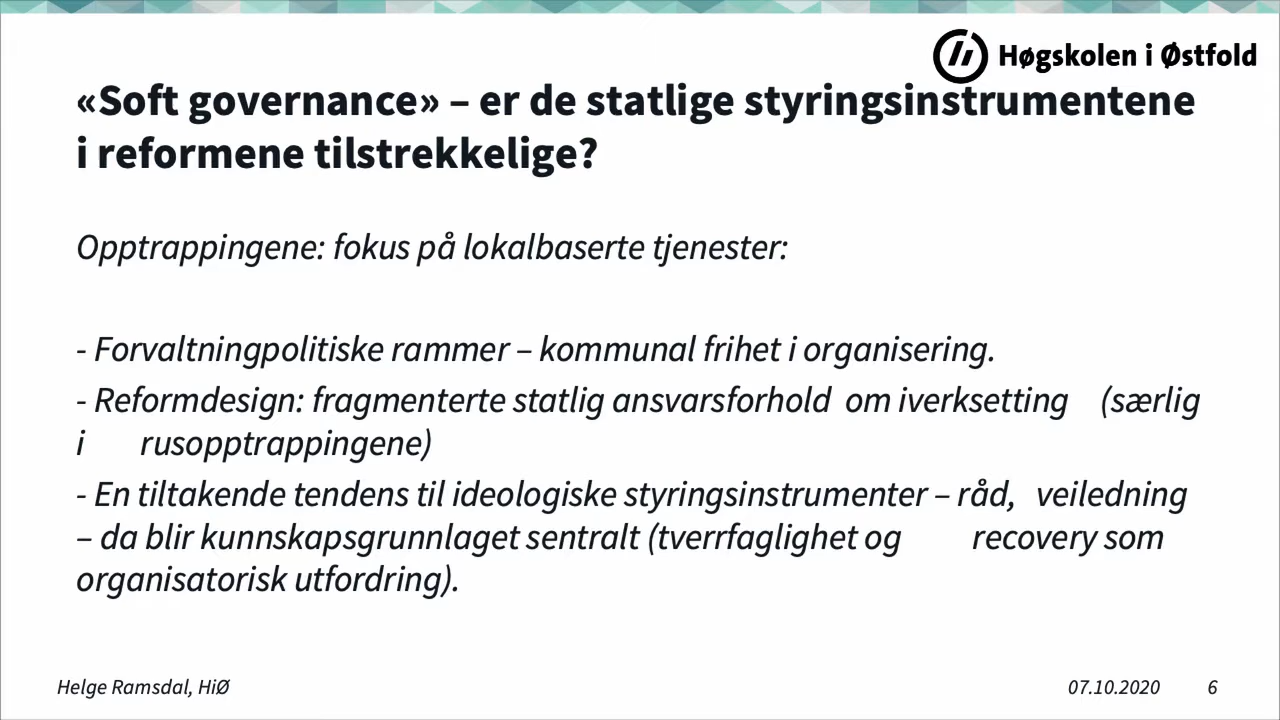 Høgskolen i Østfold
«Soft governance» – er de statlige styringsinstrumentene
i reformene tilstrekkelige?
Opptrappingene: fokus på lokalbaserte tjenester:
- Forvaltningpolitiske rammer – kommunal frihet i organisering.
- Reformdesign: fragmenterte statlig ansvarsforhold om iverksetting (særlig
i rusopptrappingene)
- En tiltakende tendens til ideologiske styringsinstrumenter – råd, veiledning
– da blir kunnskapsgrunnlaget sentralt (tverrfaglighet og recovery som
organisatorisk utfordring).
Helge Ramsdal, HiØ 07.10.2020 6